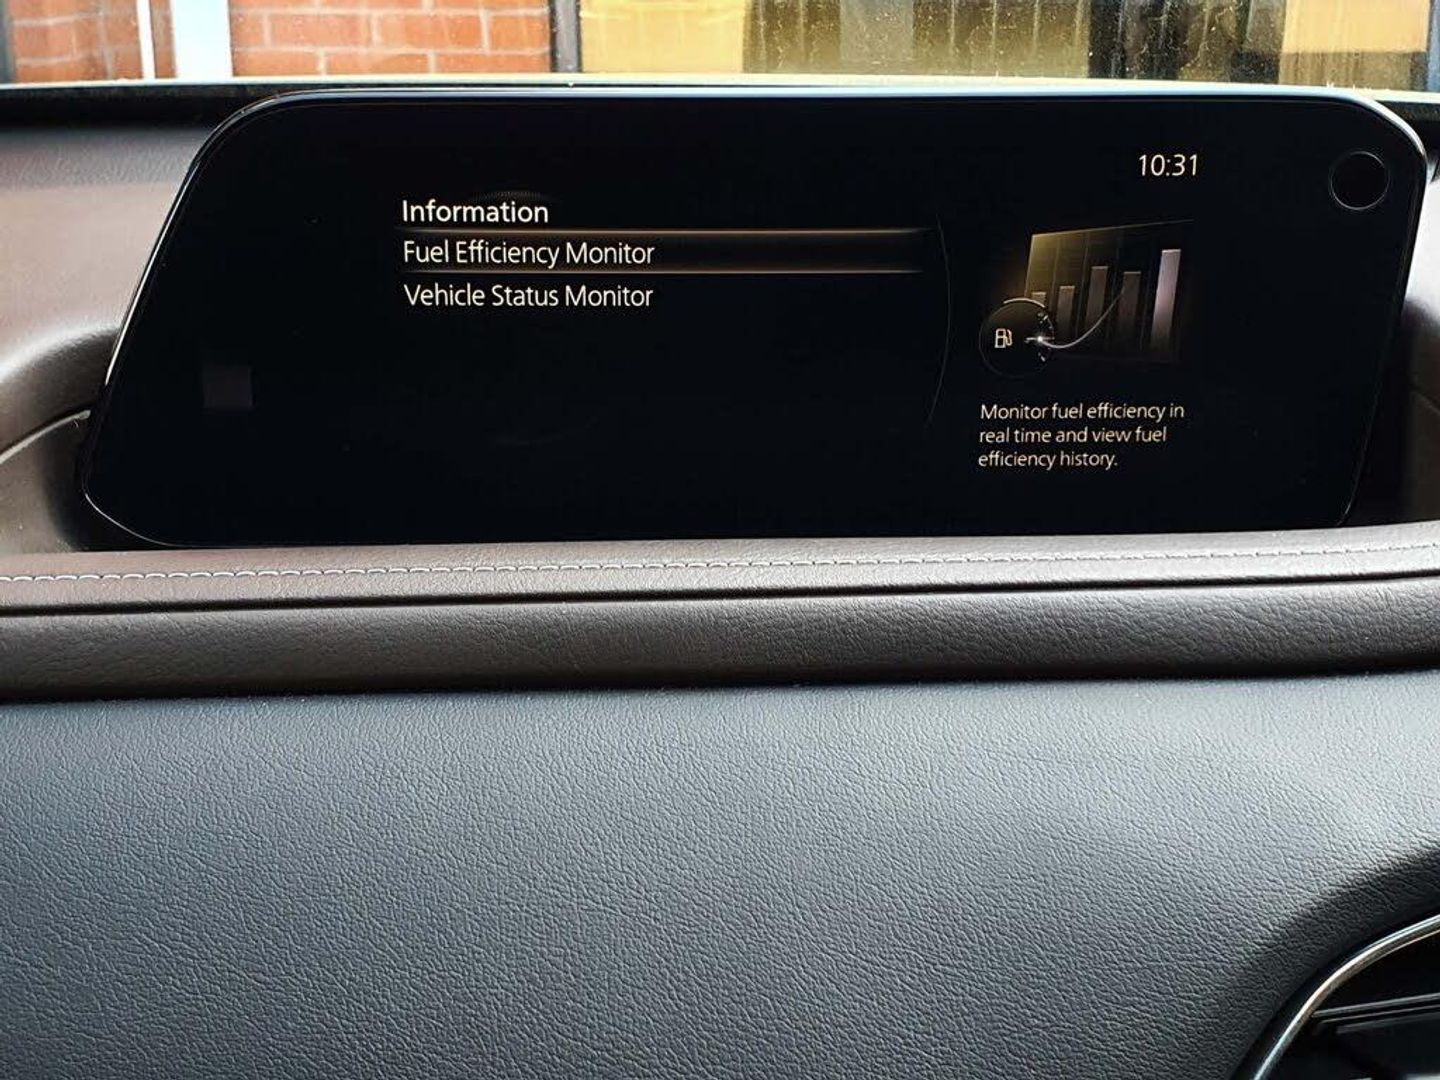 10:31
Information
Fuel Efficiency Monitor
Vehicle Status Monitor
Monitor fuel efficiency in
real time and view fuel
efficiency history.